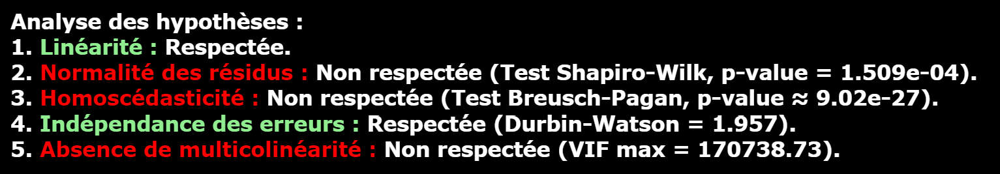 Analyse des hypothèses :
1. Linéarité : Respectée.
2. Normalité des résidus : Non respectée (Test Shapiro-Wilk, p-value = 1.509e-04).
3. Homoscédasticité : Non respectée (Test Breusch-Pagan, p-value ≈ 9.02e-27).
4. Indépendance des erreurs : Respectée (Durbin-Watson = 1.957).
5. Absence de multicolinéarité : Non respectée (VIF max = 170738.73).